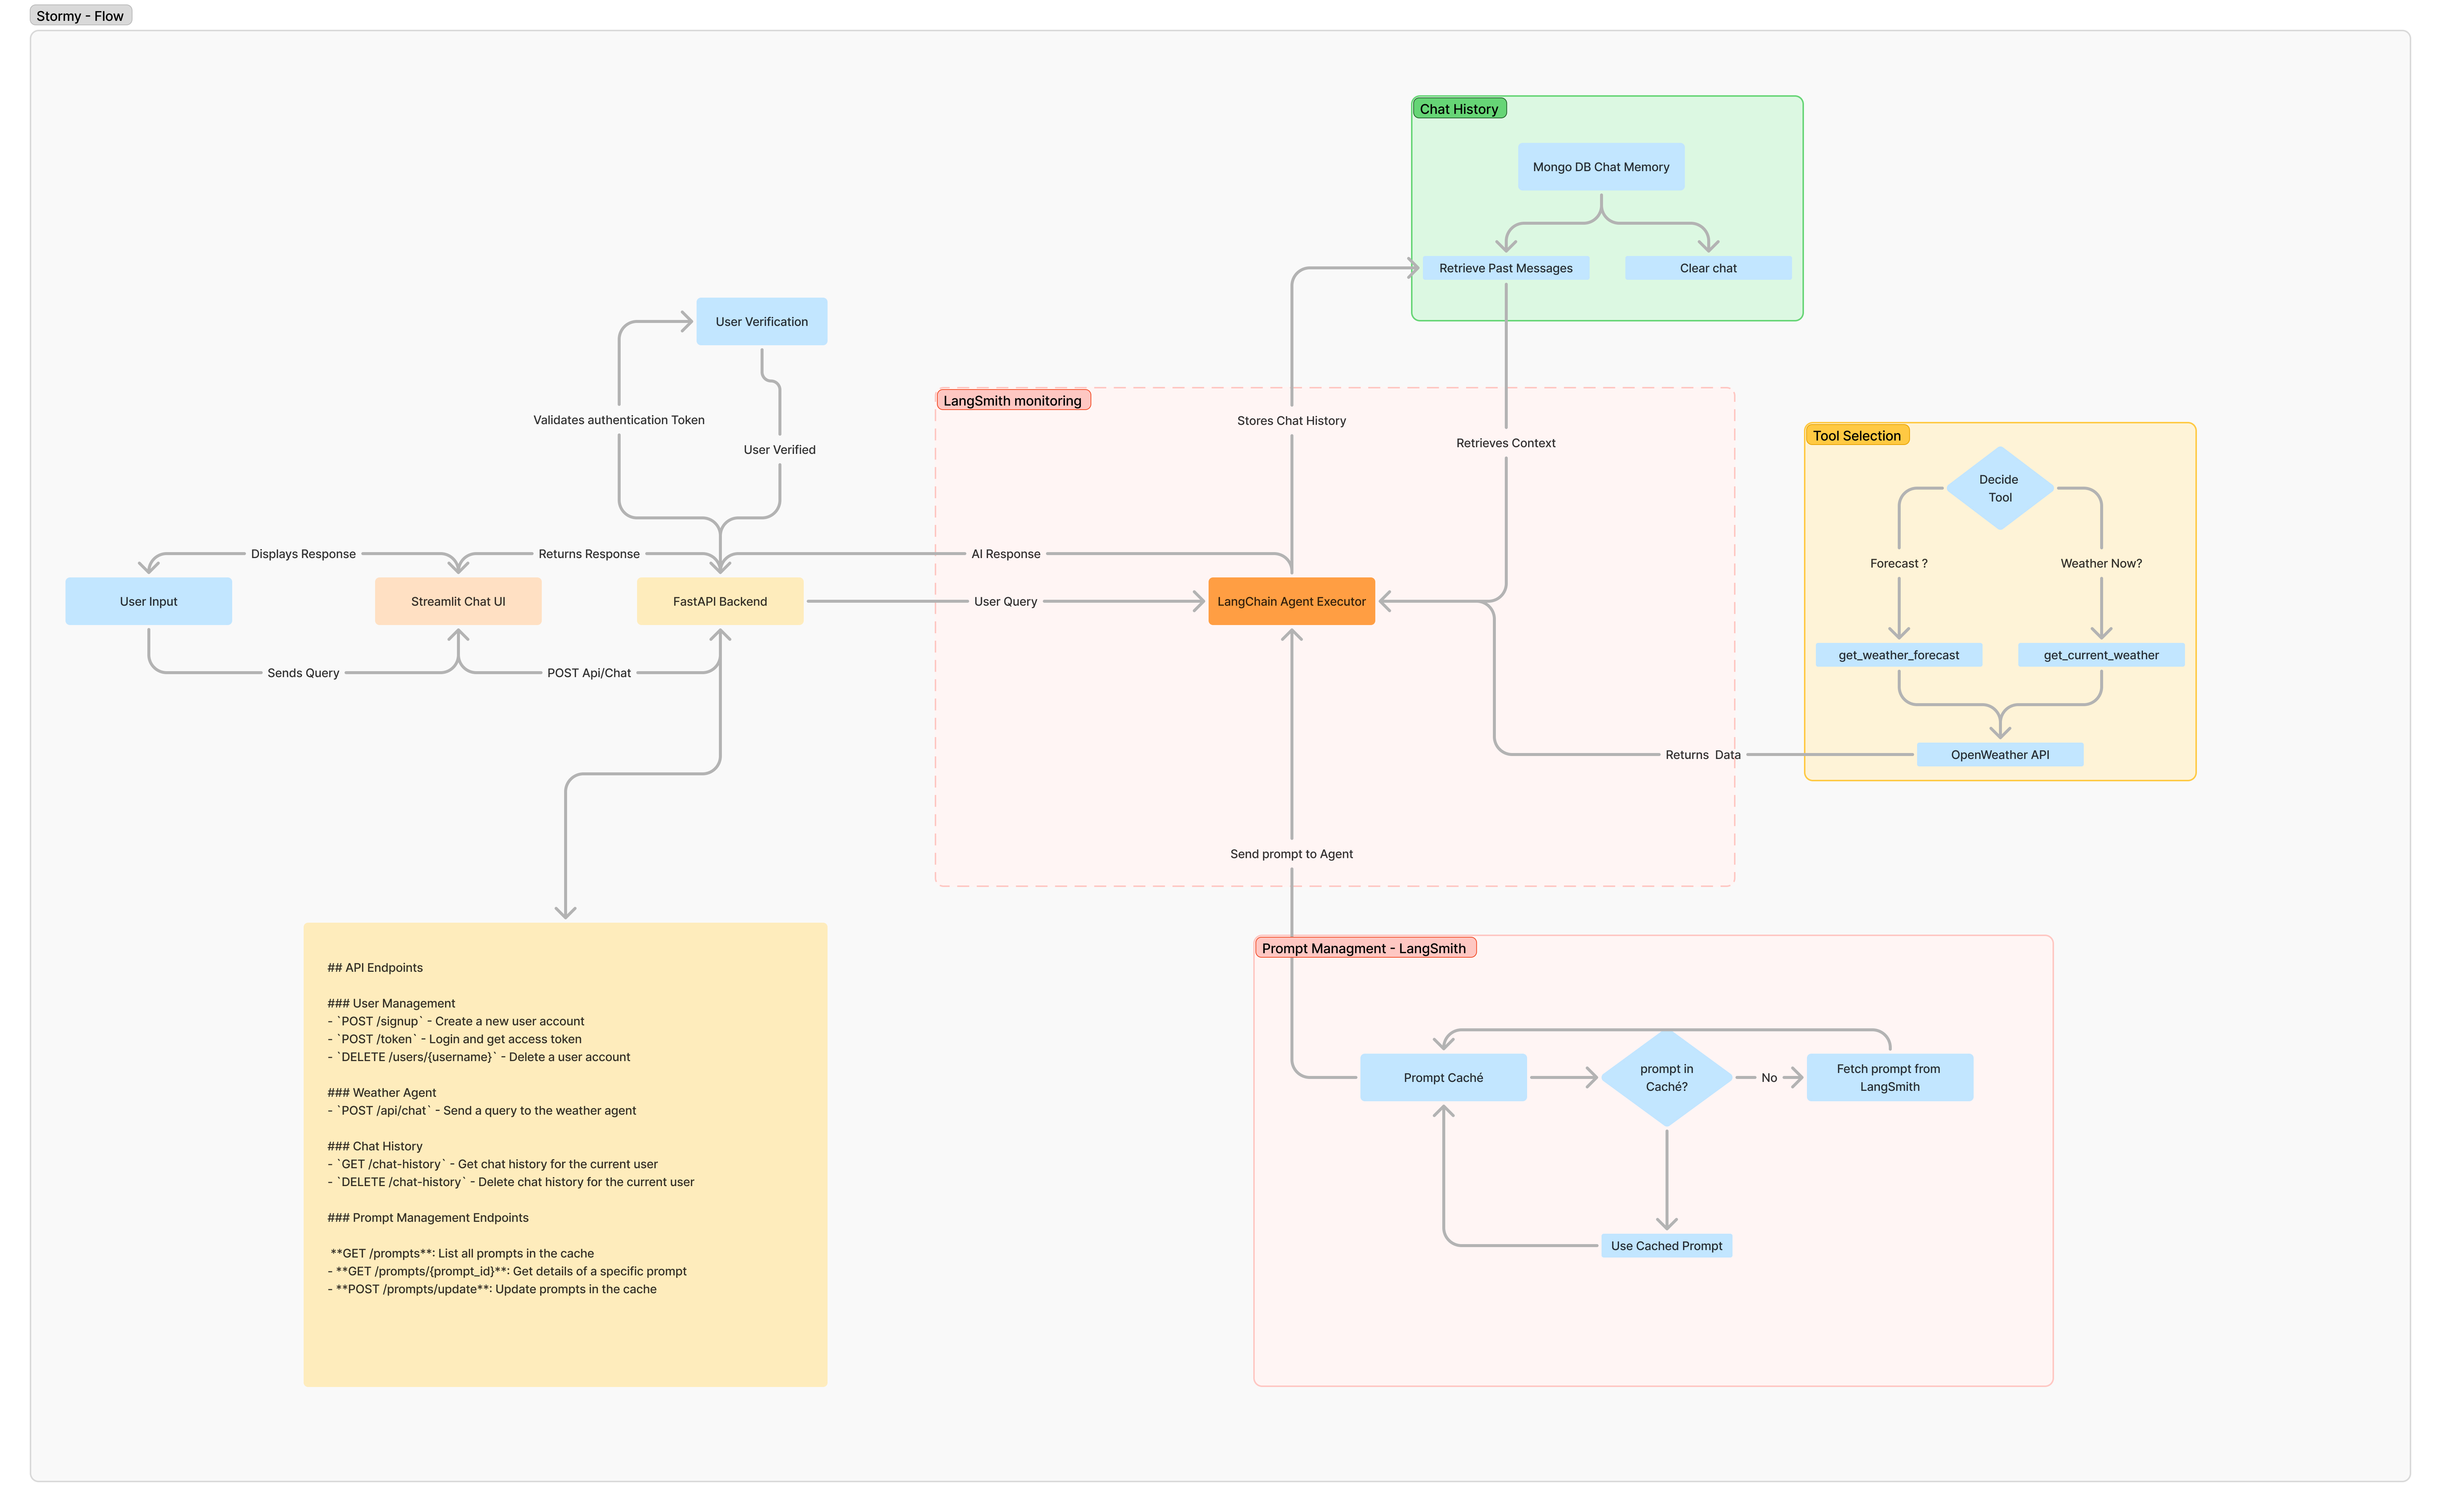 Stormy - Flow
Chat History
Mongo DB Chat Memory
Retrieve Past Messages
Clear chat
User Verification
Validates authentication Token
User Verified
LangSmith monitoring
Stores Chat History
Retrieves Context
Tool Selection
Decide
Tool
Forecast ?
Weather Now?
get_weather_forecast
get_current_weather
OpenWeather API
Returns  Data
Displays Response
Returns Response
AI Response
User Input
Streamlit Chat UI
FastAPI Backend
User Query
LangChain Agent Executor
Sends Query
POST Api/Chat
Send prompt to Agent
## API Endpoints
### User Management
- `POST /signup` - Create a new user account
- `POST /token` - Login and get access token
- `DELETE /users/{username}` - Delete a user account
### Weather Agent
- `POST /api/chat` - Send a query to the weather agent
### Chat History
- `GET /chat-history` - Get chat history for the current user
- `DELETE /chat-history` - Delete chat history for the current user
### Prompt Management Endpoints
**GET /prompts**: List all prompts in the cache
- **GET /prompts/{prompt_id}**: Get details of a specific prompt
- **POST /prompts/update**: Update prompts in the cache
Prompt Managment - LangSmith
Prompt Caché
prompt in
Caché?
No
Fetch prompt from
LangSmith
Use Cached Prompt